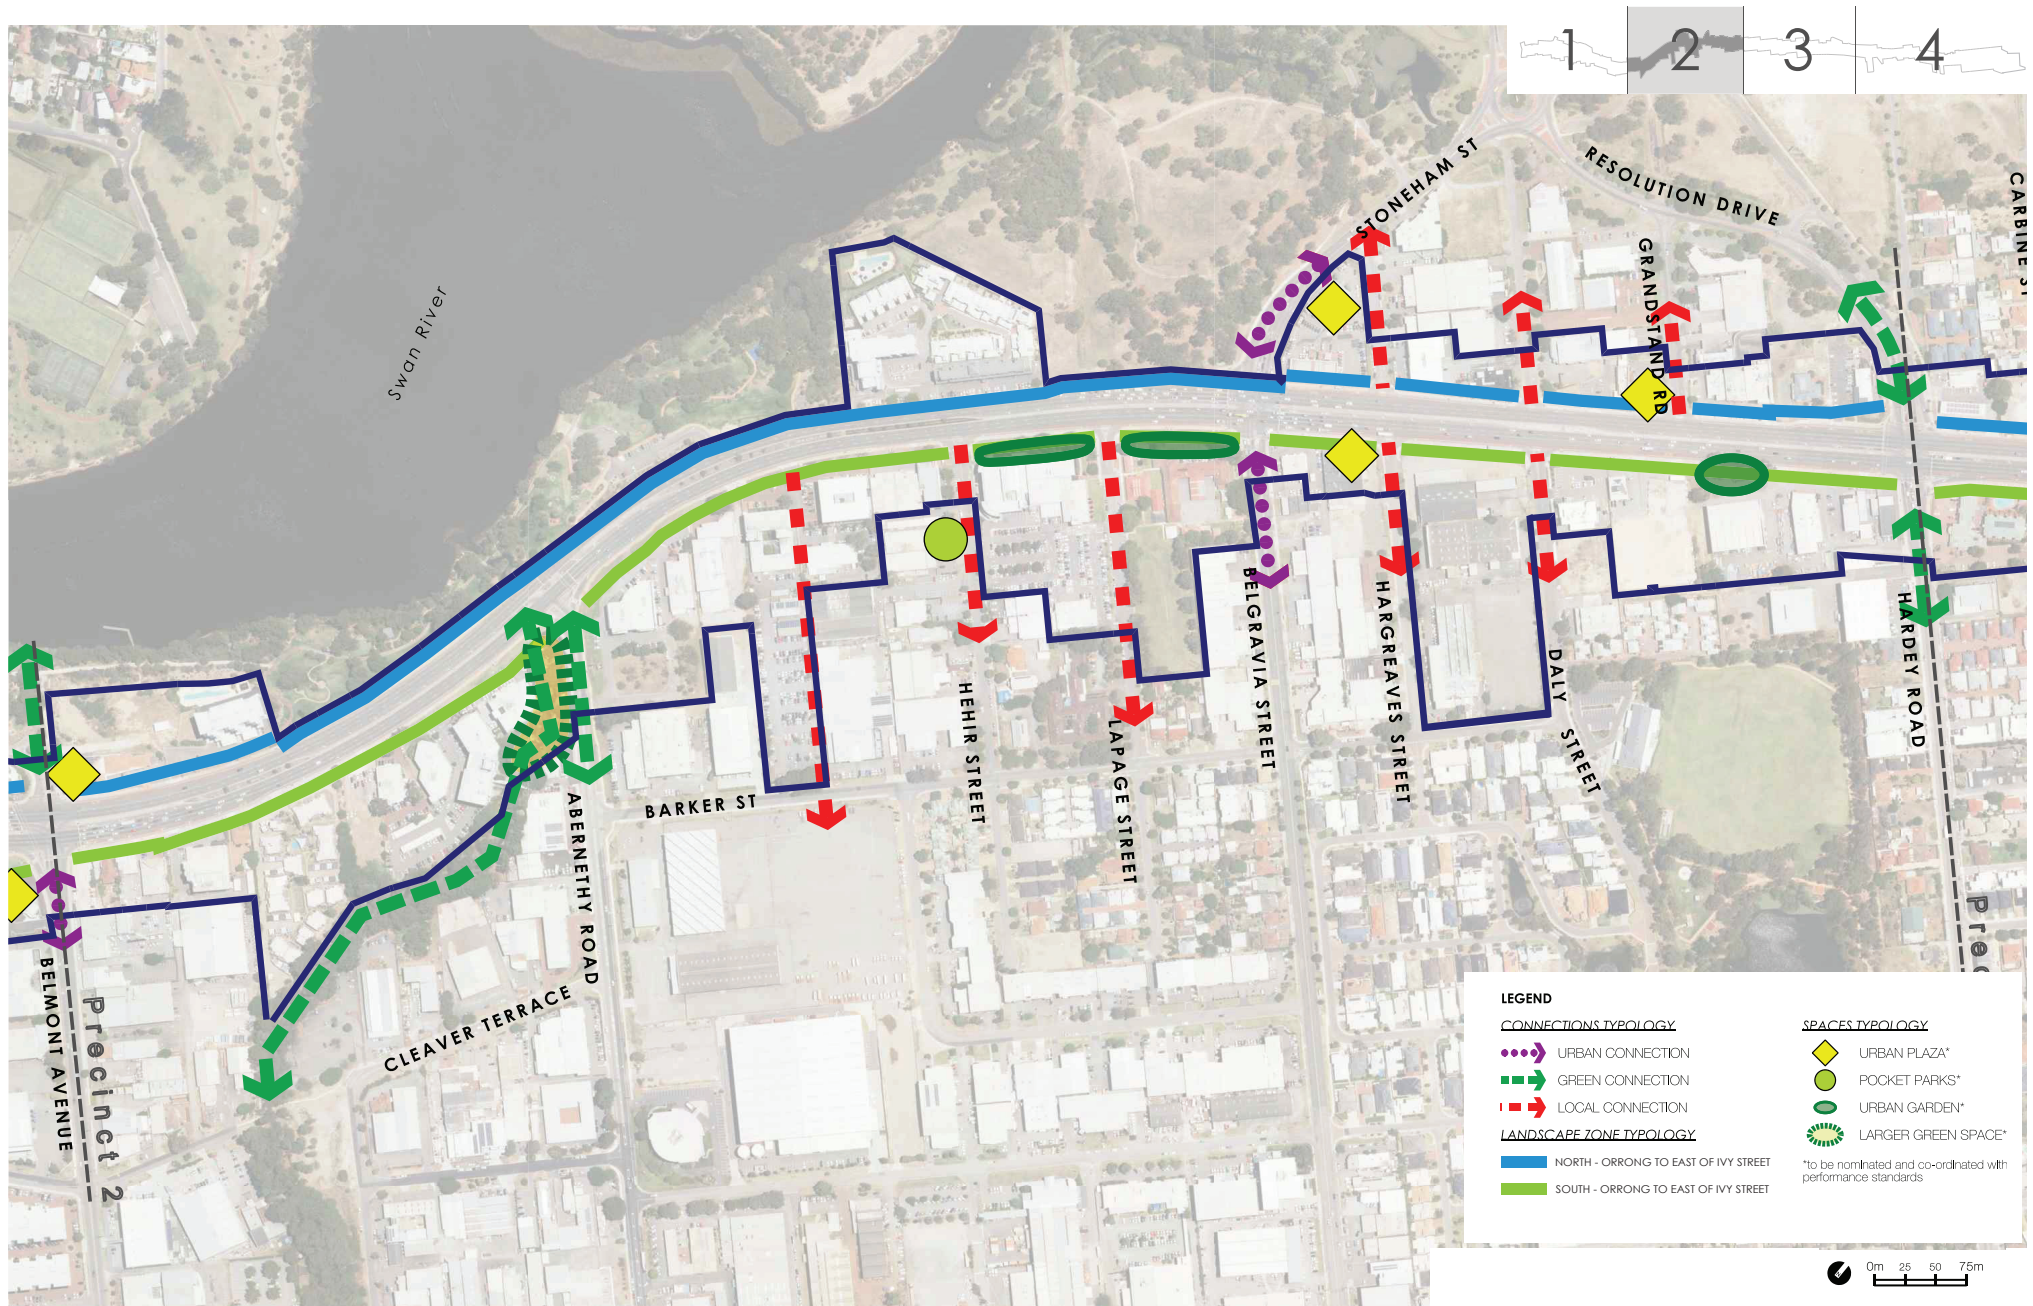 1
2
3
4
STONEHAM ST
RESOLUTION DRIVE
CARBINE ST
GRANDSTAND RD
Swan River
BELGRAVIA STREET
HARGREAVES STREET
HARDEY ROAD
DALY
STREET
HEHIR STREET
LAPAGE STREET
BARKER ST
ABERNETHY ROAD
CLEAVER TERRACE
BELMONT AVENUE
Precinct 2
Prec
LEGEND
CONNECTIONS TYPOLOGY
URBAN CONNECTION
GREEN CONNECTION
LOCAL CONNECTION
LANDSCAPE ZONE TYPOLOGY
NORTH - ORRONG TO EAST OF IVY STREET
SOUTH - ORRONG TO EAST OF IVY STREET
SPACES TYPOLOGY
URBAN PLAZA*
POCKET PARKS*
URBAN GARDEN*
LARGER GREEN SPACE*
*to be nominated and co-ordinated with
performance standards
0m 25 50 75m